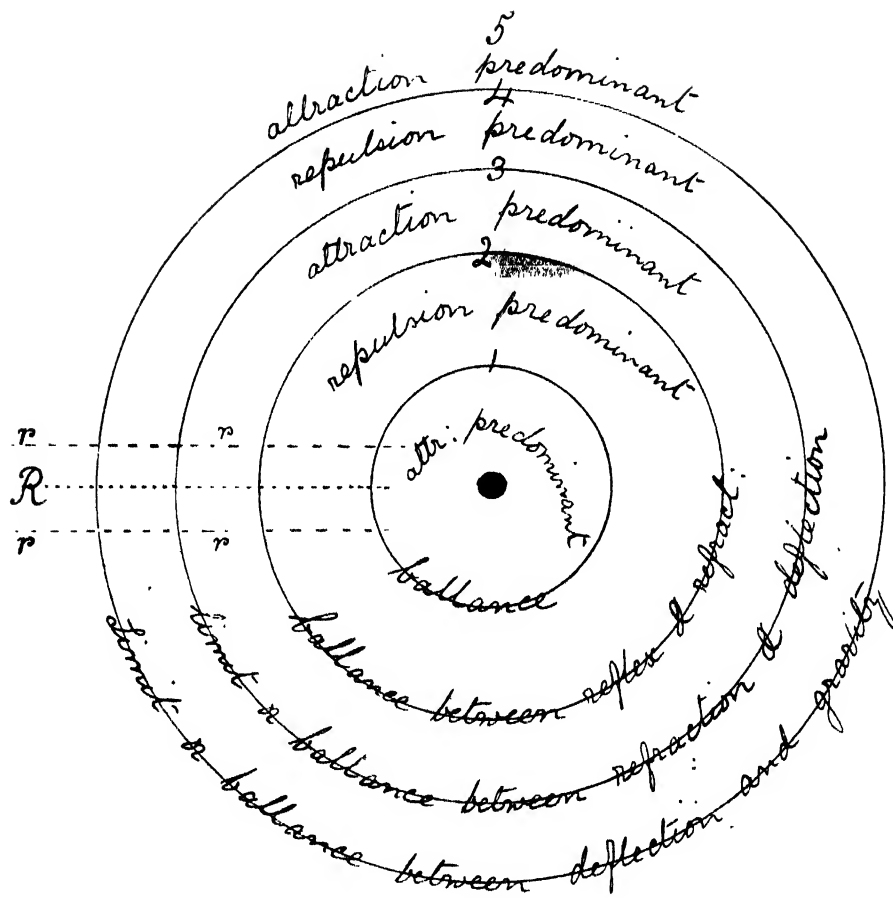 5
attraction predominant
4
repulsion predominant
3
attraction predominant
2
repulsion predominant
1
attr: predominant
r r
R
r r
ballance
ballance between reflex & refract:
limit & ballance between refraction & deflection
Limit & ballance between deflection and gravity